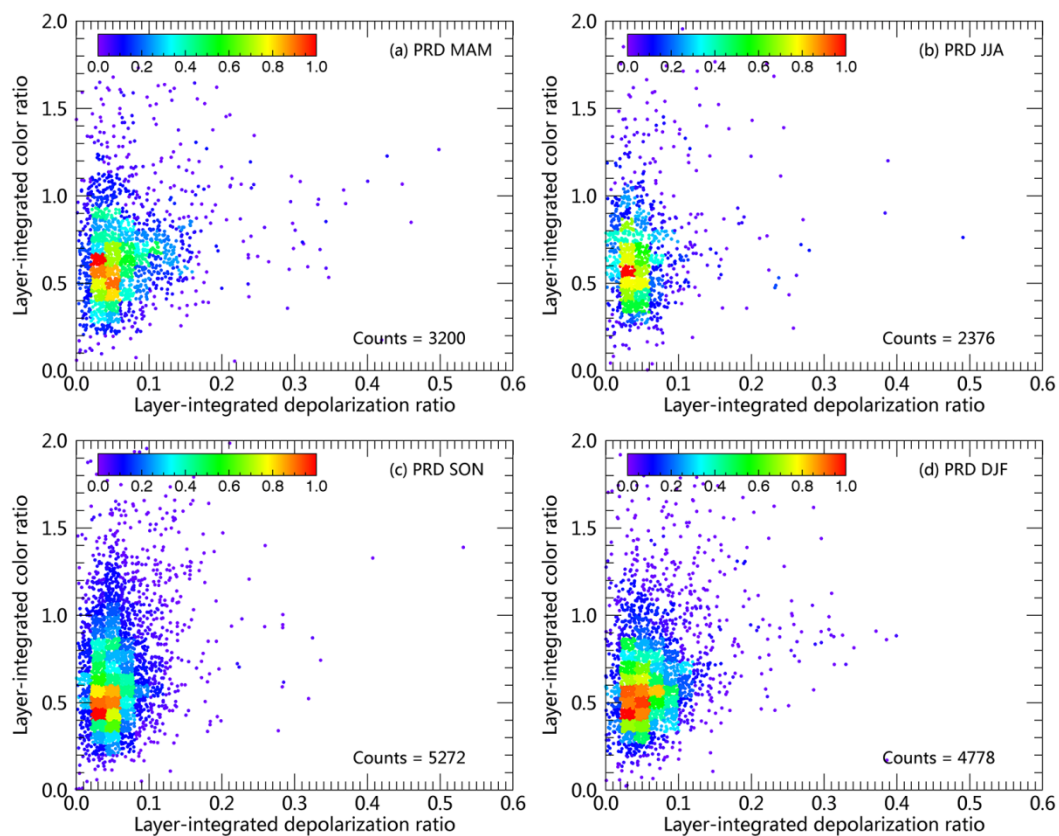 2.0
(a) PRD MAM
0.0 0.2 0.4 0.6 0.8 1.0
1.5
1.0
0.5
0.0
Layer-integrated color ratio
Counts = 3200
0.0 0.1 0.2 0.3 0.4 0.5 0.6
Layer-integrated depolarization ratio
2.0
(b) PRD JJA
0.0 0.2 0.4 0.6 0.8 1.0
1.5
1.0
0.5
0.0
Layer-integrated color ratio
Counts = 2376
0.0 0.1 0.2 0.3 0.4 0.5 0.6
Layer-integrated depolarization ratio
2.0
(c) PRD SON
0.0 0.2 0.4 0.6 0.8 1.0
1.5
1.0
0.5
0.0
Layer-integrated color ratio
Counts = 5272
0.0 0.1 0.2 0.3 0.4 0.5 0.6
Layer-integrated depolarization ratio
2.0
(d) PRD DJF
0.0 0.2 0.4 0.6 0.8 1.0
1.5
1.0
0.5
0.0
Layer-integrated color ratio
Counts = 4778
0.0 0.1 0.2 0.3 0.4 0.5 0.6
Layer-integrated depolarization ratio